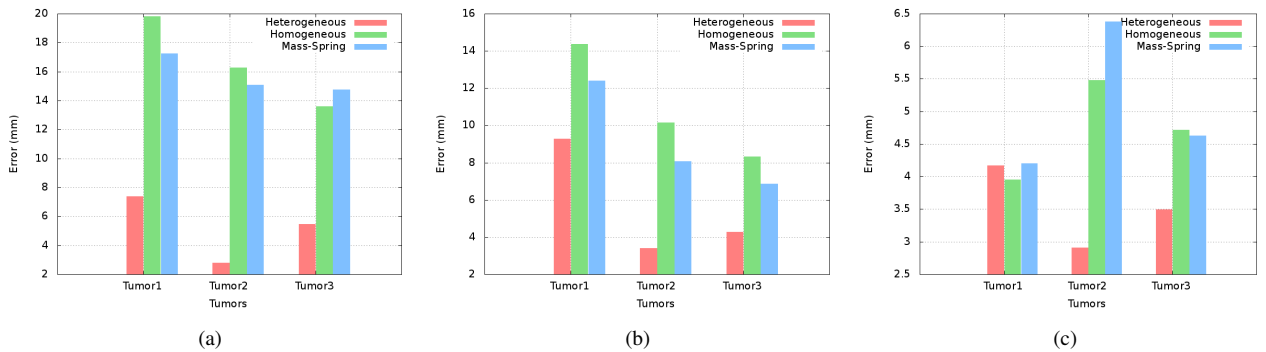 20
18
16
14
12
10
8
6
4
2
Error (mm)
Heterogeneous
Homogeneous
Mass-Spring
Tumor1 Tumor2 Tumor3
Tumors
(a)
16
14
12
10
8
6
4
2
Error (mm)
Heterogeneous
Homogeneous
Mass-Spring
Tumor1 Tumor2 Tumor3
Tumors
(b)
6.5
6
5.5
5
4.5
4
3.5
3
2.5
Error (mm)
Heterogeneous
Homogeneous
Mass-Spring
Tumor1 Tumor2 Tumor3
Tumors
(c)